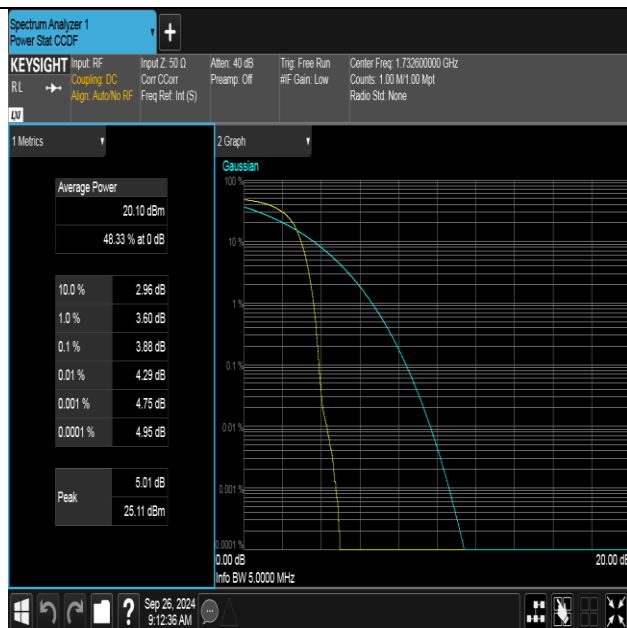 Spectrum Analyzer 1
Power Stat CCDF
+
KEYSIGHT Input: RF Input Z: 50 Ω Atten: 40 dB Trig: Free Run Center Freq: 1.732600000 GHz
RL Coupling: DC Corr CCorr Preamp: Off #IF Gain: Low Counts: 1.00 M/1.00 Mpt
Align: Auto/No RF Freq Ref: Int (S) Radio Std: None
LXI
1 Metrics
Average Power
20.10 dBm
48.33 % at 0 dB
10.0 % 2.96 dB
1.0 % 3.60 dB
0.1 % 3.88 dB
0.01 % 4.29 dB
0.001 % 4.75 dB
0.0001 % 4.95 dB
Peak 5.01 dB
25.11 dBm
2 Graph
Gaussian
100 %
10 %
1 %
0.1 %
0.01 %
0.001 %
0.0001 %
0.00 dB 20.00 dB
Info BW 5.0000 MHz
? Sep 26, 2024
9:12:36 AM